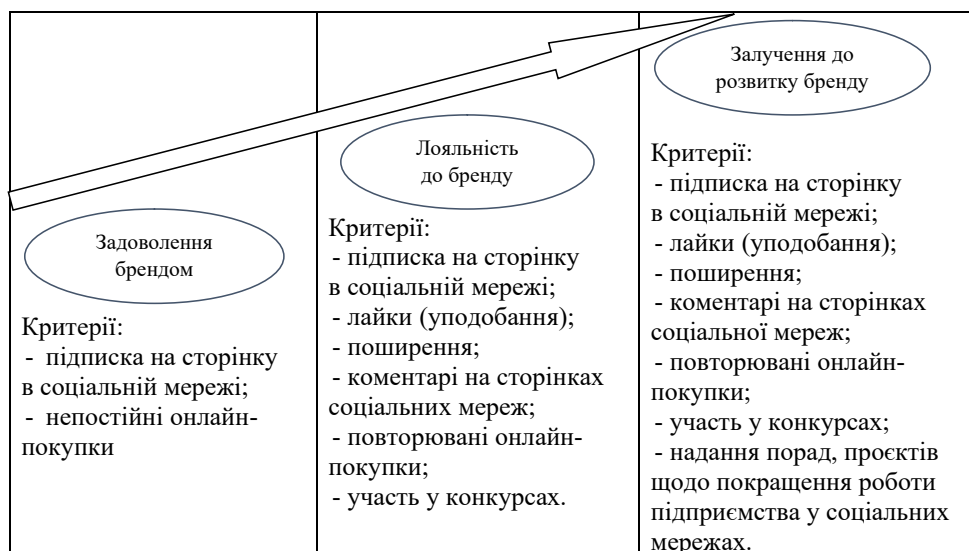 Задоволення
брендом
Критерії:
- підписка на сторінку
в соціальній мережі;
- непостійні онлайн-
покупки
Лояльність
до бренду
Критерії:
- підписка на сторінку
в соціальній мережі;
- лайки (уподобання);
- поширення;
- коментарі на сторінках
соціальних мереж;
- повторювані онлайн-
покупки;
- участь у конкурсах.
Залучення до
розвитку бренду
Критерії:
- підписка на сторінку
в соціальній мережі;
- лайки (уподобання);
- поширення;
- коментарі на сторінках
соціальної мереж;
- повторювані онлайн-
покупки;
- участь у конкурсах;
- надання порад, проєктів
щодо покращення роботи
підприємства у соціальних
мережах.